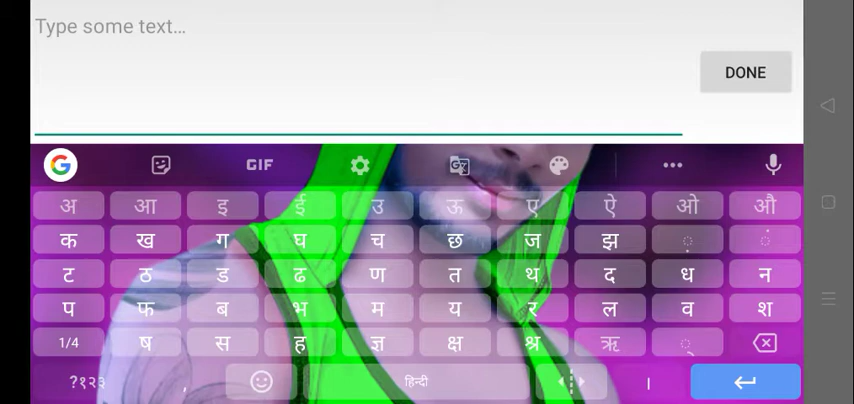 Type some text...
DONE
GIF
अ आ इ ई उ ऊ ए ऐ ओ औ
क ख ग घ च छ ज झ ़ ं
ट ठ ड ढ ण त थ द ध न
प फ ब भ म य र ल व श
1/4 ष स ह ज्ञ क्ष श्र ऋ ्
?१२३ , हिन्दी ।